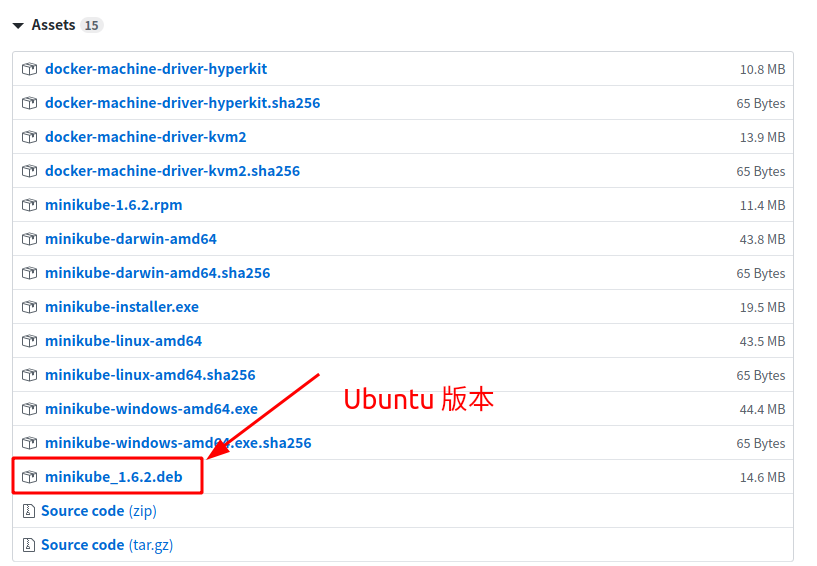 Assets 15
docker-machine-driver-hyperkit 10.8 MB
docker-machine-driver-hyperkit.sha256 65 Bytes
docker-machine-driver-kvm2 13.9 MB
docker-machine-driver-kvm2.sha256 65 Bytes
minikube-1.6.2.rpm 11.4 MB
minikube-darwin-amd64 43.8 MB
minikube-darwin-amd64.sha256 65 Bytes
minikube-installer.exe 19.5 MB
minikube-linux-amd64 43.5 MB
minikube-linux-amd64.sha256 65 Bytes
Ubuntu 版本
minikube-windows-amd64.exe 44.4 MB
minikube-windows-amd64.exe.sha256 65 Bytes
minikube_1.6.2.deb 14.6 MB
Source code (zip)
Source code (tar.gz)